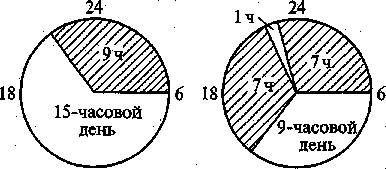 24
9 ч
18
6
15-часовой
день
24
1 ч
7 ч
7 ч
18
6
9-часовой
день